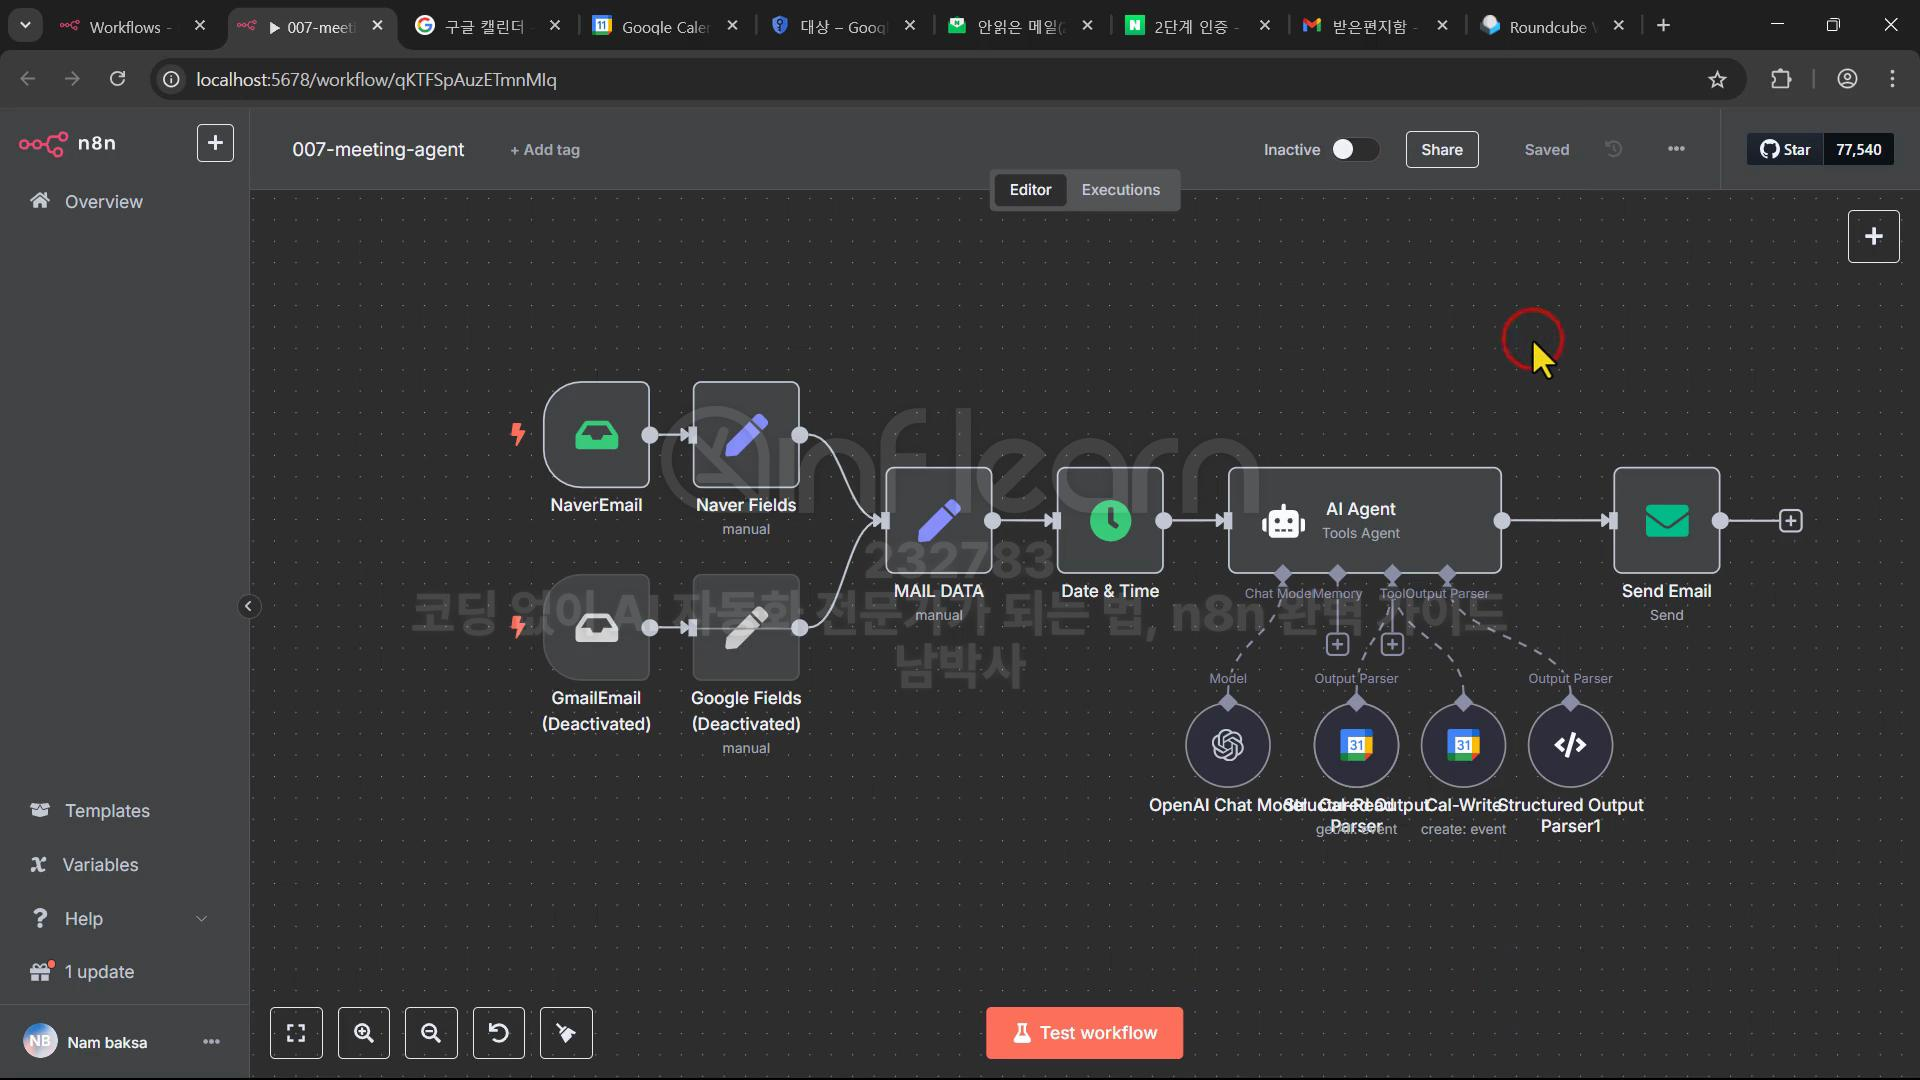 Workflows -
007-meeti
구글 캘린더
Google Caler
대상 – Goog
안읽은 메일(
2단계 인증 -
받은편지함 -
Roundcube
localhost:5678/workflow/qKTFSpAuzETmnMIq
n8n
007-meeting-agent
+ Add tag
Inactive
Share
Saved
Star
77,540
Editor
Executions
Overview
inflearn
NaverEmail
Naver Fields
manual
AI Agent
Tools Agent
232783
MAIL DATA
manual
Date & Time
Send Email
Send
Chat Model
Memory
Tool
Output Parser
코딩 없이 AI 자동화 전문가가 되는 법, n8n 완벽 가이드
남박사
GmailEmail
(Deactivated)
Google Fields
(Deactivated)
manual
Model
Output Parser
Output Parser
31
31
OpenAI Chat Model
Structured Output
Parser
Cal-Read
getAll: event
Cal-Write
create: event
Structured Output
Parser1
Templates
Variables
Help
1 update
NB
Nam baksa
Test workflow